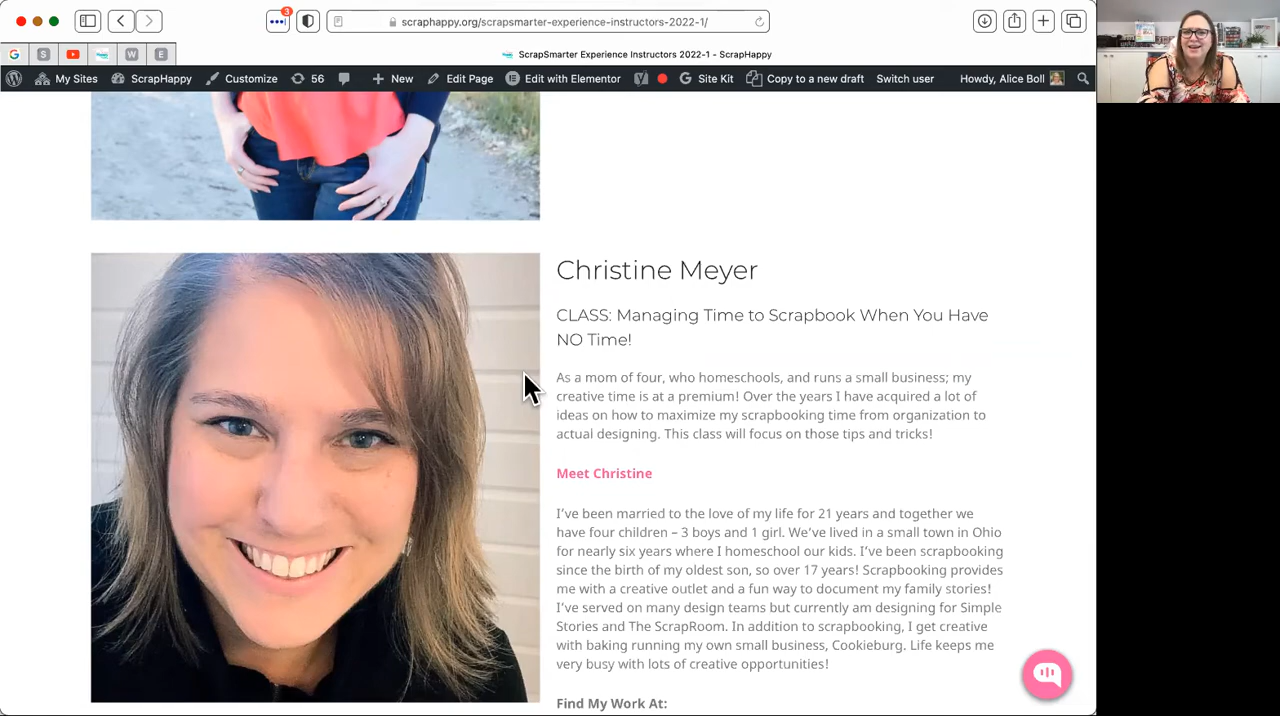 3
scraphappy.org/scrapsmarter-experience-instructors-2022-1/
G S W E
ScrapSmarter Experience Instructors 2022-1 - ScrapHappy
My Sites ScrapHappy Customize 56 New Edit Page Edit with Elementor Site Kit Copy to a new draft Switch user Howdy, Alice Boll
Christine Meyer
CLASS: Managing Time to Scrapbook When You Have
NO Time!
As a mom of four, who homeschools, and runs a small business; my
creative time is at a premium! Over the years I have acquired a lot of
ideas on how to maximize my scrapbooking time from organization to
actual designing. This class will focus on those tips and tricks!
Meet Christine
I've been married to the love of my life for 21 years and together we
have four children – 3 boys and 1 girl. We've lived in a small town in Ohio
for nearly six years where I homeschool our kids. I've been scrapbooking
since the birth of my oldest son, so over 17 years! Scrapbooking provides
me with a creative outlet and a fun way to document my family stories!
I've served on many design teams but currently am designing for Simple
Stories and The ScrapRoom. In addition to scrapbooking, I get creative
with baking running my own small business, Cookieburg. Life keeps me
very busy with lots of creative opportunities!
Find My Work At: